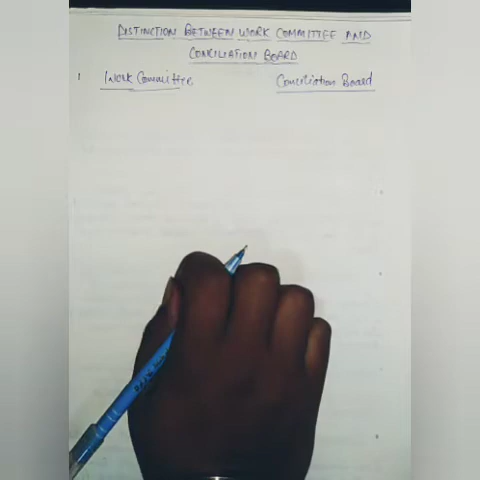 DISTINCTION BETWEEN WORK COMMITTEE AND
CONCILIATION BOARD
1 Work Committee Conciliation Board